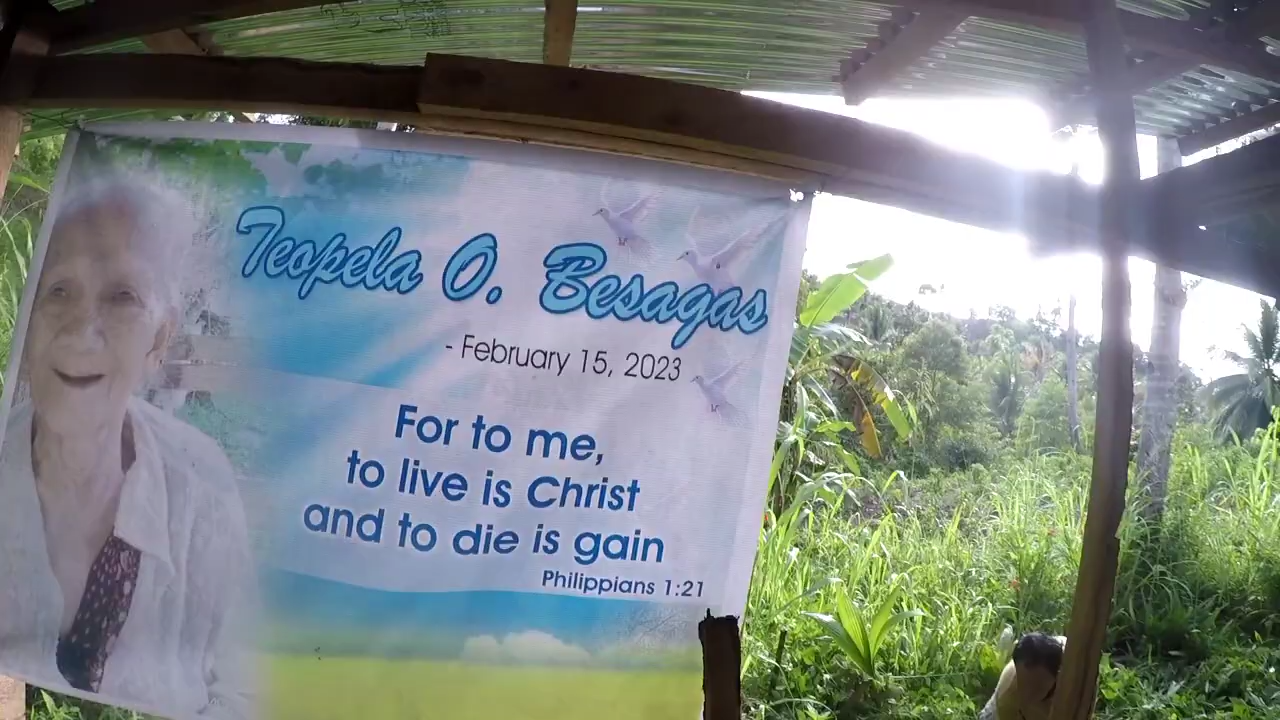 Teopela O. Besagas
- February 15, 2023
For to me,
to live is Christ
and to die is gain
Philippians 1:21